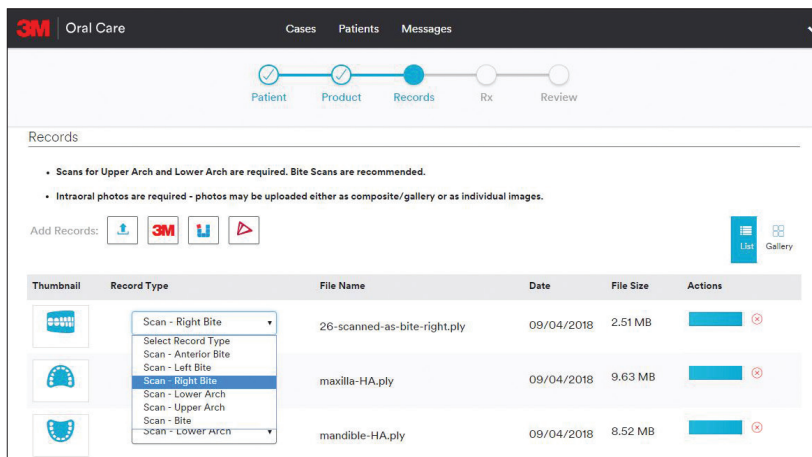 3M Oral Care Cases Patients Messages
Patient Product Records Rx Review
Records
• Scans for Upper Arch and Lower Arch are required. Bite Scans are recommended.
• Intraoral photos are required - photos may be uploaded either as composite/gallery or as individual images.
Add Records: 3M List Gallery
Thumbnail Record Type File Name Date File Size Actions
Scan - Right Bite 26-scanned-as-bite-right.ply 09/04/2018 2.51 MB
Select Record Type
Scan - Anterior Bite
Scan - Left Bite
Scan - Right Bite maxilla-HA.ply 09/04/2018 9.63 MB
Scan - Lower Arch
Scan - Upper Arch
Scan - Bite
Scan - Lower Arch mandible-HA.ply 09/04/2018 8.52 MB